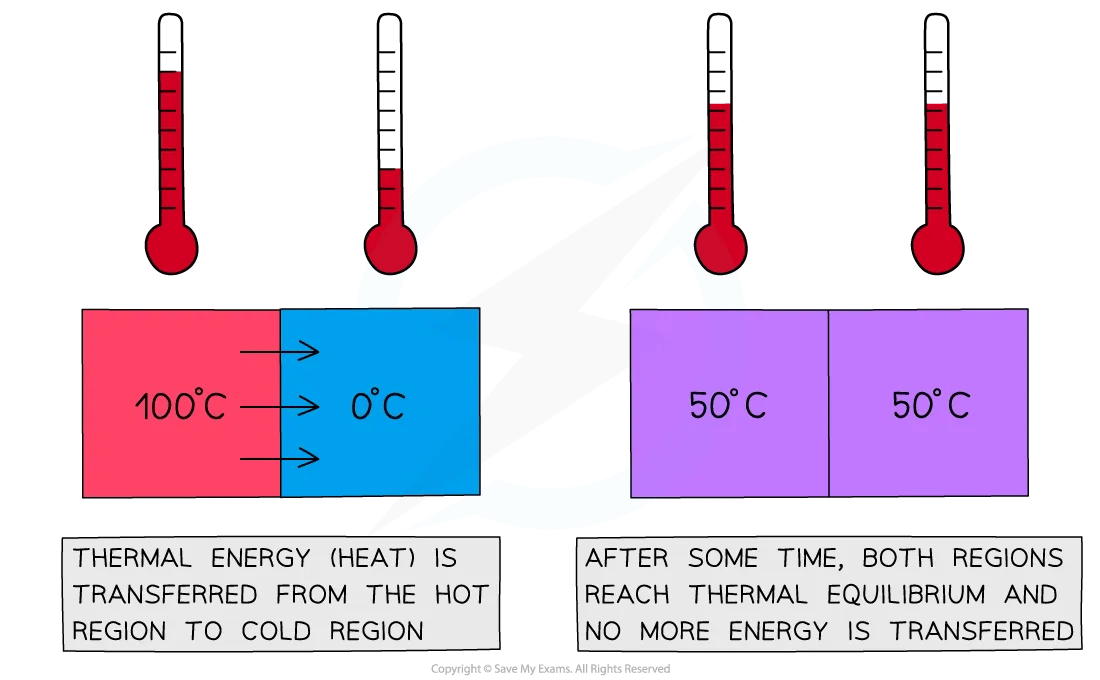 100°C
0°C
50°C
50°C
THERMAL ENERGY (HEAT) IS
TRANSFERRED FROM THE HOT
REGION TO COLD REGION
AFTER SOME TIME, BOTH REGIONS
REACH THERMAL EQUILIBRIUM AND
NO MORE ENERGY IS TRANSFERRED
Copyright © Save My Exams. All Rights Reserved